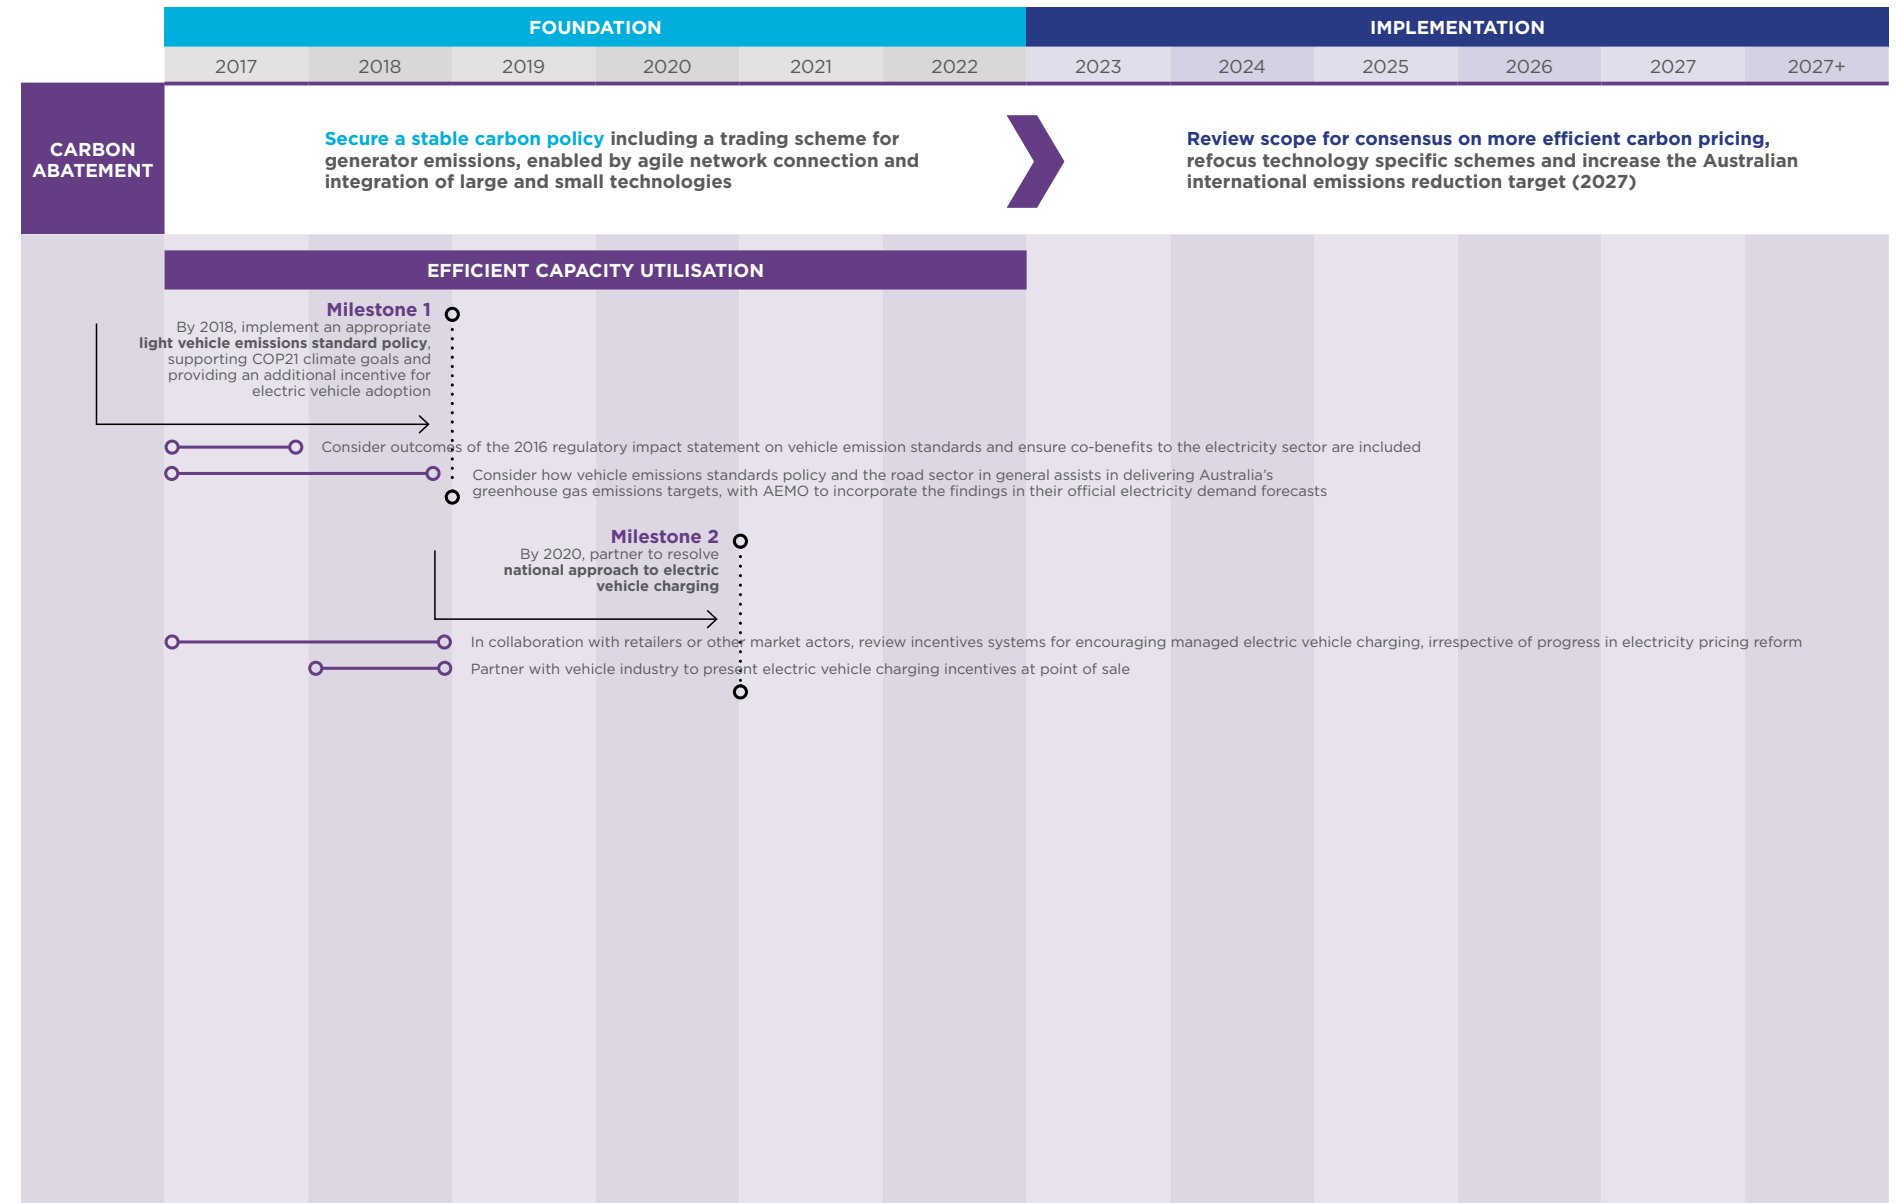 FOUNDATION
IMPLEMENTATION
2017
2018
2019
2020
2021
2022
2023
2024
2025
2026
2027
2027+
CARBON
ABATEMENT
Secure a stable carbon policy including a trading scheme for
generator emissions, enabled by agile network connection and
integration of large and small technologies
Review scope for consensus on more efficient carbon pricing,
refocus technology specific schemes and increase the Australian
international emissions reduction target (2027)
EFFICIENT CAPACITY UTILISATION
Milestone 1
By 2018, implement an appropriate
light vehicle emissions standard policy,
supporting COP21 climate goals and
providing an additional incentive for
electric vehicle adoption
Consider outcomes of the 2016 regulatory impact statement on vehicle emission standards and ensure co-benefits to the electricity sector are included
Consider how vehicle emissions standards policy and the road sector in general assists in delivering Australia's
greenhouse gas emissions targets, with AEMO to incorporate the findings in their official electricity demand forecasts
Milestone 2
By 2020, partner to resolve
national approach to electric
vehicle charging
In collaboration with retailers or other market actors, review incentives systems for encouraging managed electric vehicle charging, irrespective of progress in electricity pricing reform
Partner with vehicle industry to present electric vehicle charging incentives at point of sale